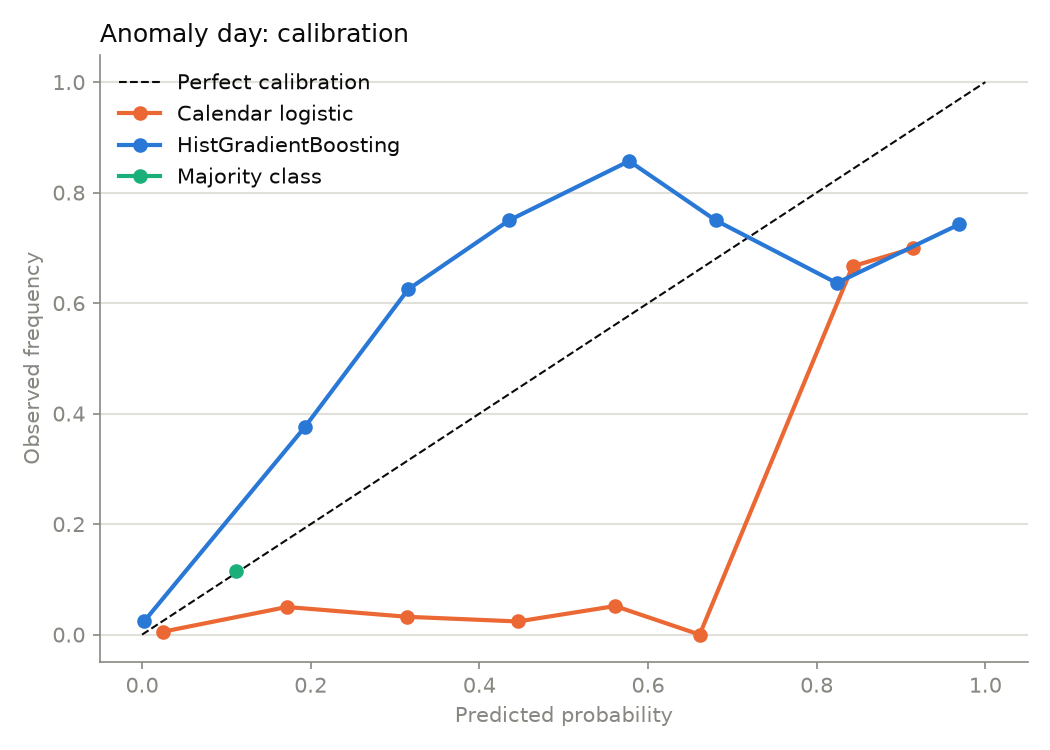 Anomaly day: calibration
Perfect calibration
Calendar logistic
HistGradientBoosting
Majority class
Observed frequency
1.0
0.8
0.6
0.4
0.2
0.0
0.0 0.2 0.4 0.6 0.8 1.0
Predicted probability